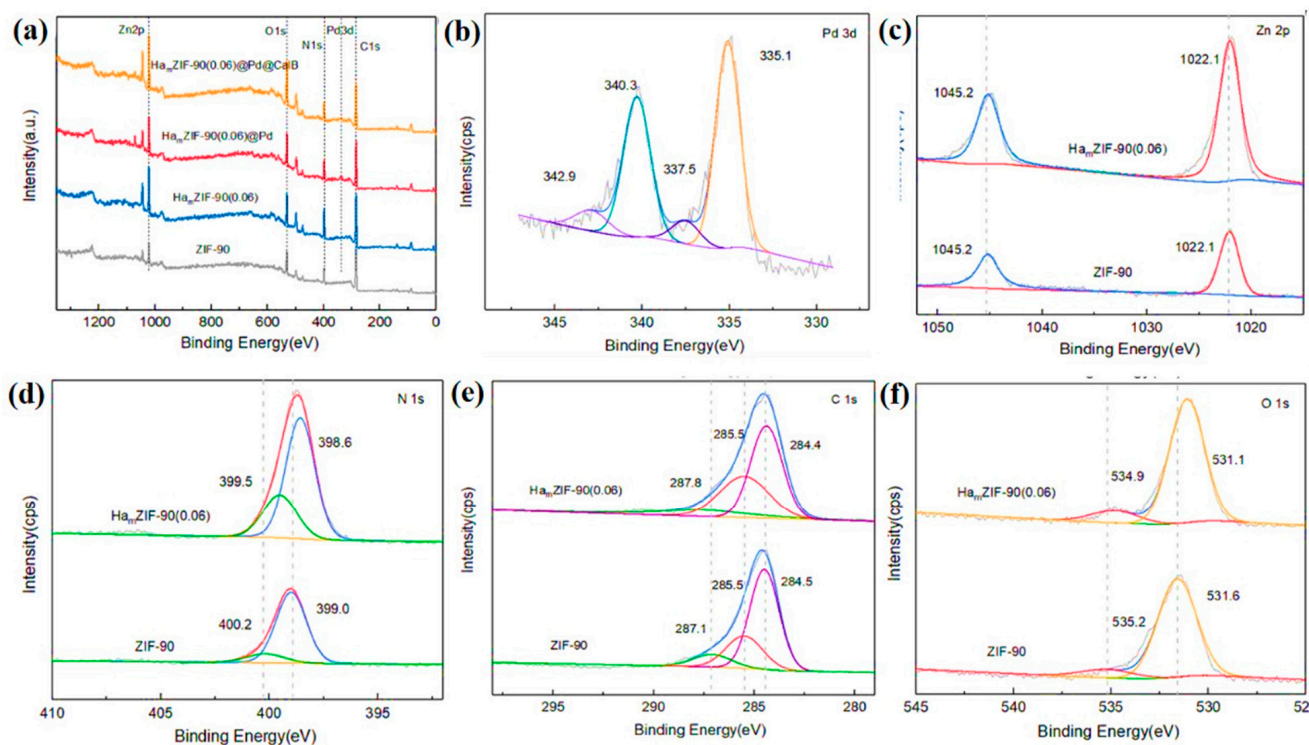 (a)
Zn2p
O1s
Pd3d
N1s
C1s
HamZIF-90(0.06)@Pd@CalB
HamZIF-90(0.06)@Pd
HamZIF-90(0.06)
ZIF-90
Intensity(a.u.)
1200 1000 800 600 400 200 0
Binding Energy(eV)
(b)
Pd 3d
335.1
340.3
337.5
342.9
Intensity(cps)
345 340 335 330
Binding Energy(eV)
(c)
Zn 2p
1022.1
1045.2
HamZIF-90(0.06)
1045.2
1022.1
ZIF-90
1050 1040 1030 1020
Binding Energy(eV)
(d)
N 1s
398.6
399.5
HamZIF-90(0.06)
400.2
399.0
ZIF-90
Intensity(cps)
410 405 400 395
Binding Energy(eV)
(e)
C 1s
285.5
284.4
287.8
HamZIF-90(0.06)
285.5
284.5
287.1
ZIF-90
Intensity(cps)
295 290 285 280
Binding Energy(eV)
(f)
O 1s
534.9
531.1
HamZIF-90(0.06)
535.2
531.6
ZIF-90
Intensity(cps)
545 540 535 530 52
Binding Energy(eV)